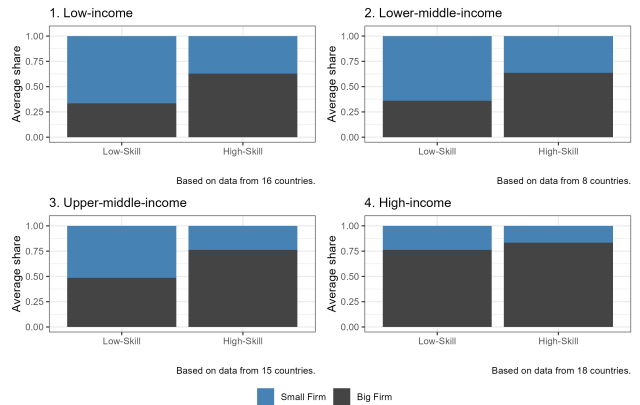 1. Low-income
Average share
1.00
0.75
0.50
0.25
0.00
Low-Skill High-Skill
Based on data from 16 countries.
2. Lower-middle-income
Average share
1.00
0.75
0.50
0.25
0.00
Low-Skill High-Skill
Based on data from 8 countries.
3. Upper-middle-income
Average share
1.00
0.75
0.50
0.25
0.00
Low-Skill High-Skill
Based on data from 15 countries.
4. High-income
Average share
1.00
0.75
0.50
0.25
0.00
Low-Skill High-Skill
Based on data from 18 countries.
Small Firm Big Firm